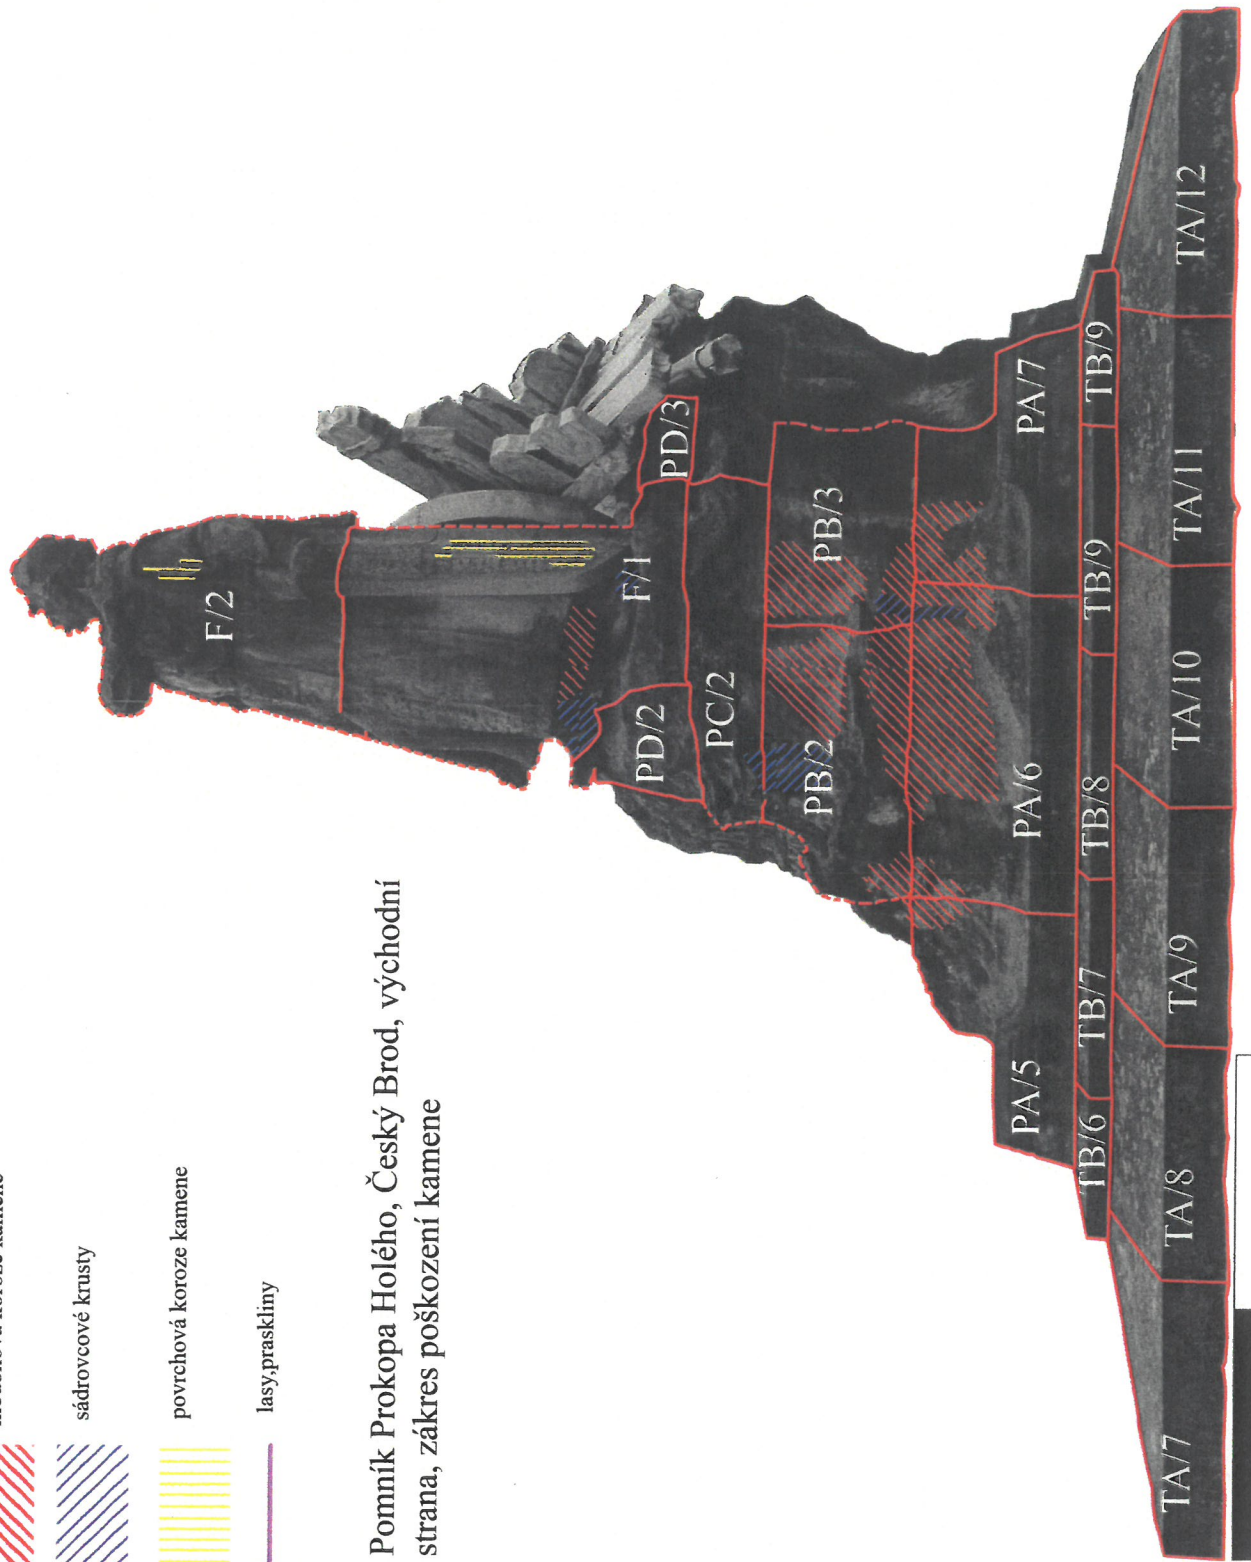 koroze kamene
sádrovcové krusty
povrchová koroze kamene
lasy,praskliny
Pomník Prokopa Holého, Český Brod, východní
strana, zákres poškození kamene
F/2
F/1
PD/2
PD/3
PC/2
PB/2
PB/3
PA/5
PA/6
PA/7
TB/6
TB/7
TB/8
TB/9
TB/9
TA/7
TA/8
TA/9
TA/10
TA/11
TA/12